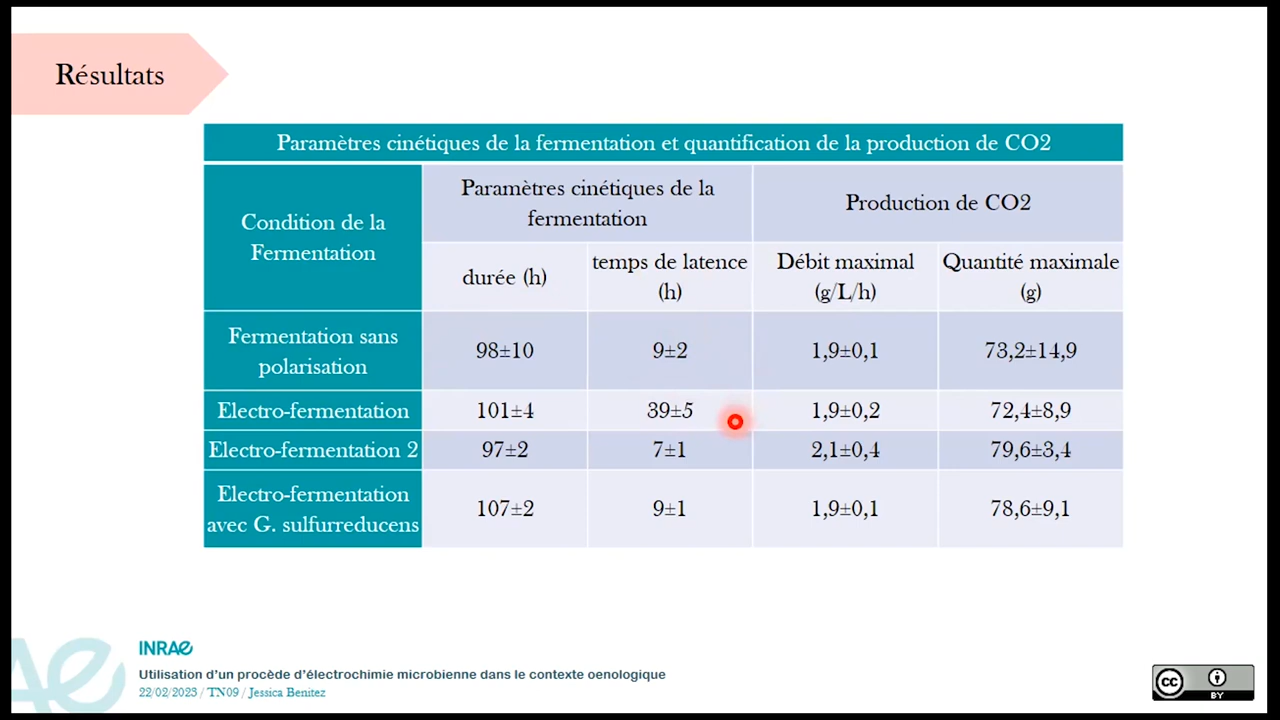 Résultats
Paramètres cinétiques de la fermentation et quantification de la production de CO2
Condition de la
Fermentation
Paramètres cinétiques de la
fermentation
Production de CO2
durée (h)
temps de latence
(h)
Débit maximal
(g/L/h)
Quantité maximale
(g)
Fermentation sans
polarisation
98±10
9±2
1,9±0,1
73,2±14,9
Electro-fermentation
101±4
39±5
1,9±0,2
72,4±8,9
Electro-fermentation 2
97±2
7±1
2,1±0,4
79,6±3,4
Electro-fermentation
avec G. sulfurreducens
107±2
9±1
1,9±0,1
78,6±9,1
INRAE
Utilisation d'un procède d'électrochimie microbienne dans le contexte oenologique
22/02/2023 / TN09 / Jessica Benitez
cc
BY